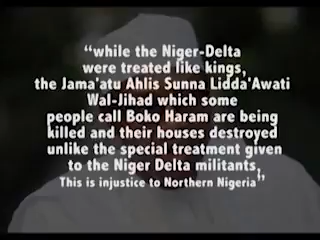 “while the Niger-Delta
were treated like kings,
the Jama'atu Ahlis Sunna Lidda'Awati
Wal-Jihad which some
people call Boko Haram are being
killed and their houses destroyed
unlike the special treatment given
to the Niger Delta militants,
This is injustice to Northern Nigeria”